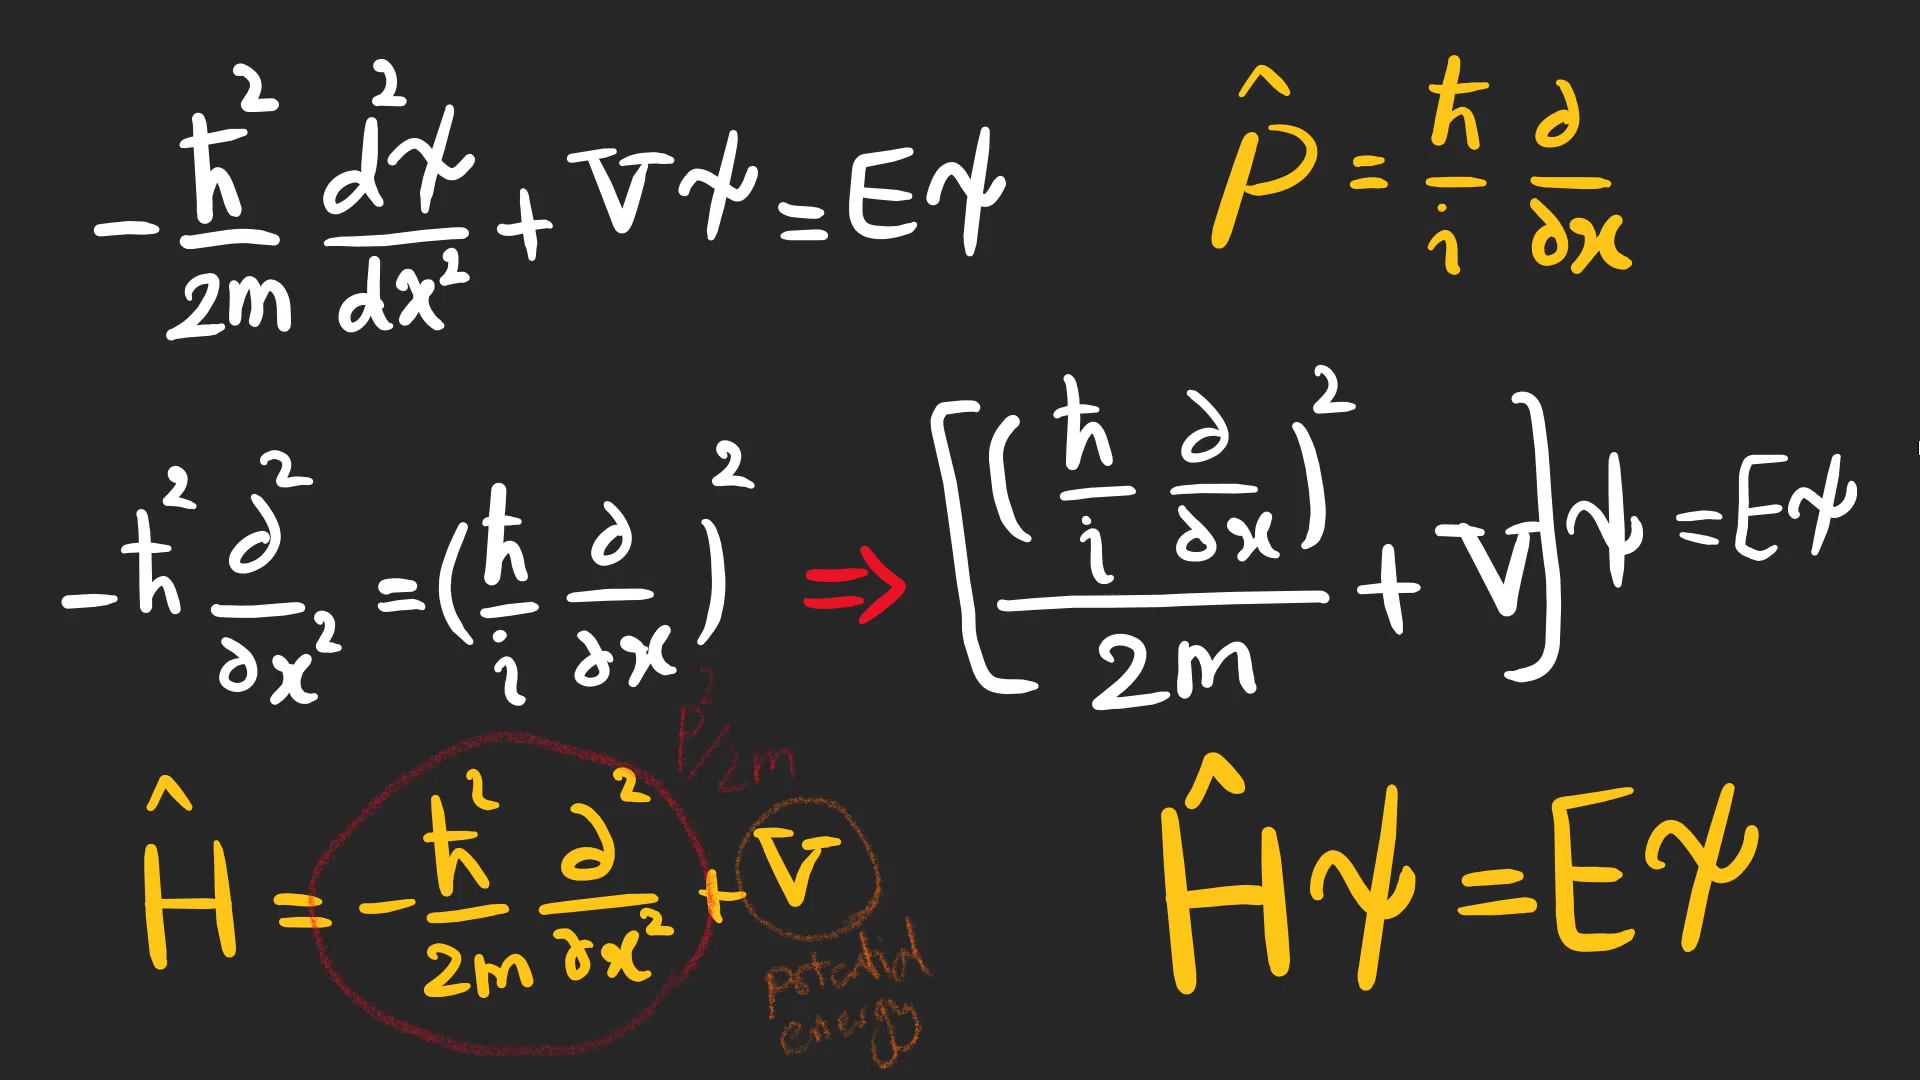 -ħ²/2m d²ψ/dx² + Vψ = Eψ
p̂ = ħ/i ∂/∂x
-ħ² ∂²/∂x² = (ħ/i ∂/∂x)² ⇒ [(ħ/i ∂/∂x)²/2m + V]ψ = Eψ
p²/2m
Ĥ = -ħ²/2m ∂²/∂x² + V
Ĥψ = Eψ
potential
energy